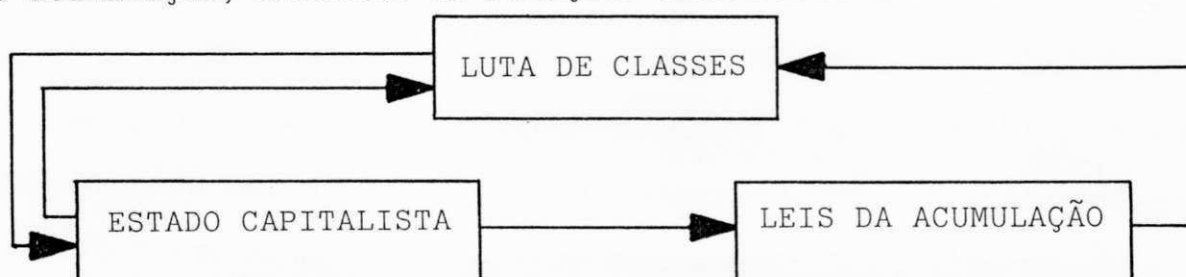 LUTA DE CLASSES
ESTADO CAPITALISTA
LEIS DA ACUMULAÇÃO